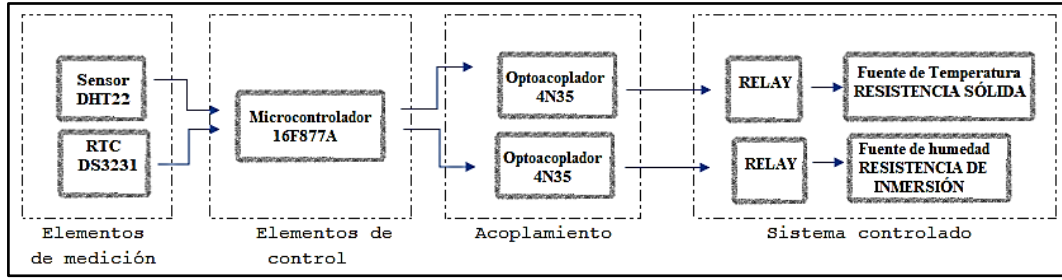 Sensor
DHT22
RTC
DS3231
Elementos
de medición
Microcontrolador
16F877A
Elementos de
control
Optoacoplador
4N35
Optoacoplador
4N35
Acoplamiento
RELAY
Fuente de Temperatura
RESISTENCIA SÓLIDA
RELAY
Fuente de humedad
RESISTENCIA DE
INMERSIÓN
Sistema controlado